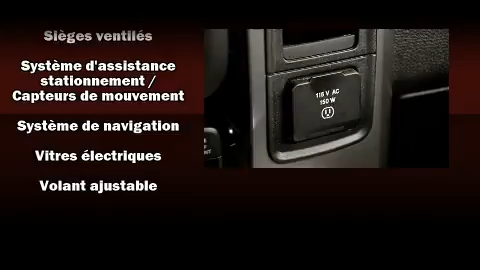 Sièges ventilés
Système d'assistance
stationnement /
Capteurs de mouvement
Système de navigation
Vitres électriques
Volant ajustable
115 V AC
150 W